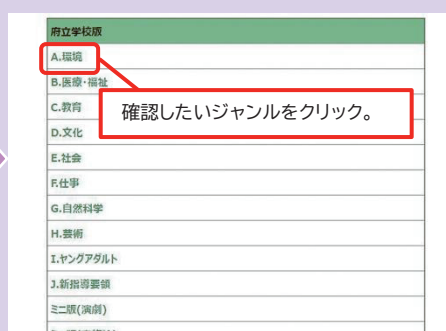 府立学校版
A.環境
B.医療・福祉
確認したいジャンルをクリック。
C.教育
D.文化
E.社会
F.仕事
G.自然科学
H.芸術
I.ヤングアダルト
J.新指導要領
ミニ版(演劇)